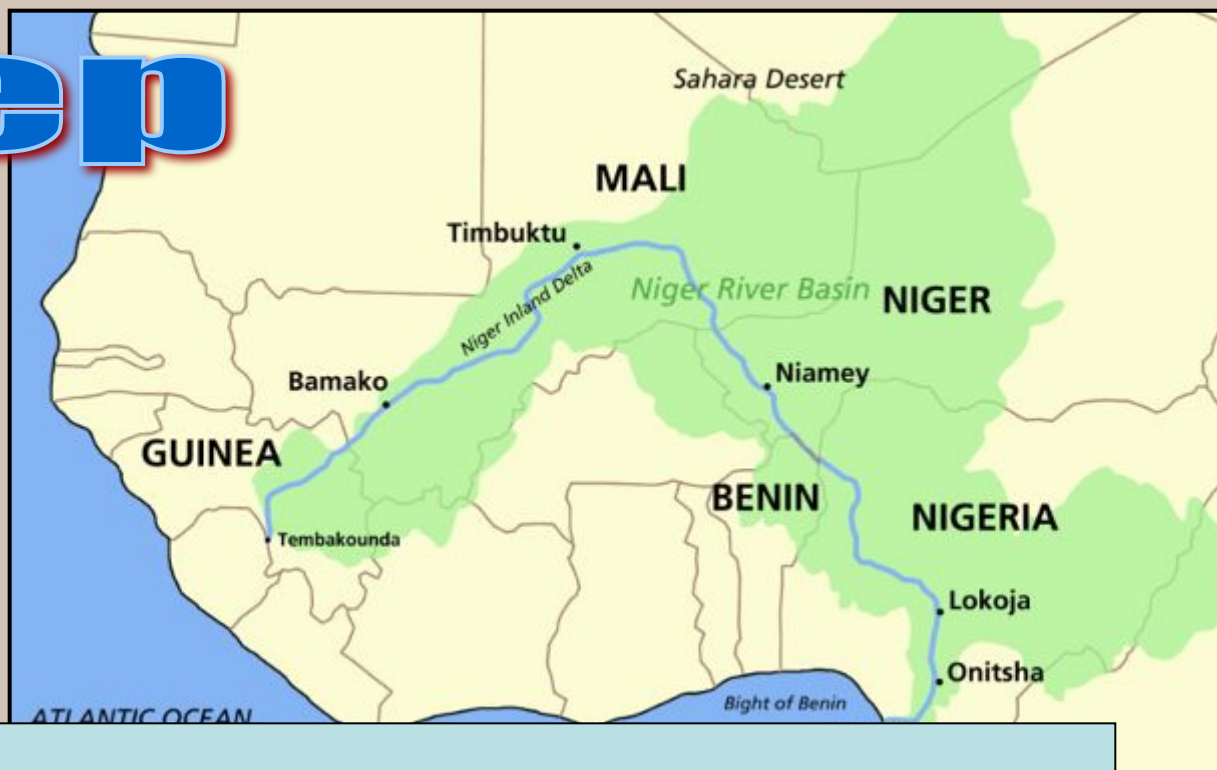 ep
Sahara Desert
MALI
Timbuktu
Niger Inland Delta
Niger River Basin
NIGER
Bamako
Niamey
GUINEA
BENIN
NIGERIA
Tembakounda
Lokoja
Onitsha
Bight of Benin
ATLANTIC OCEAN